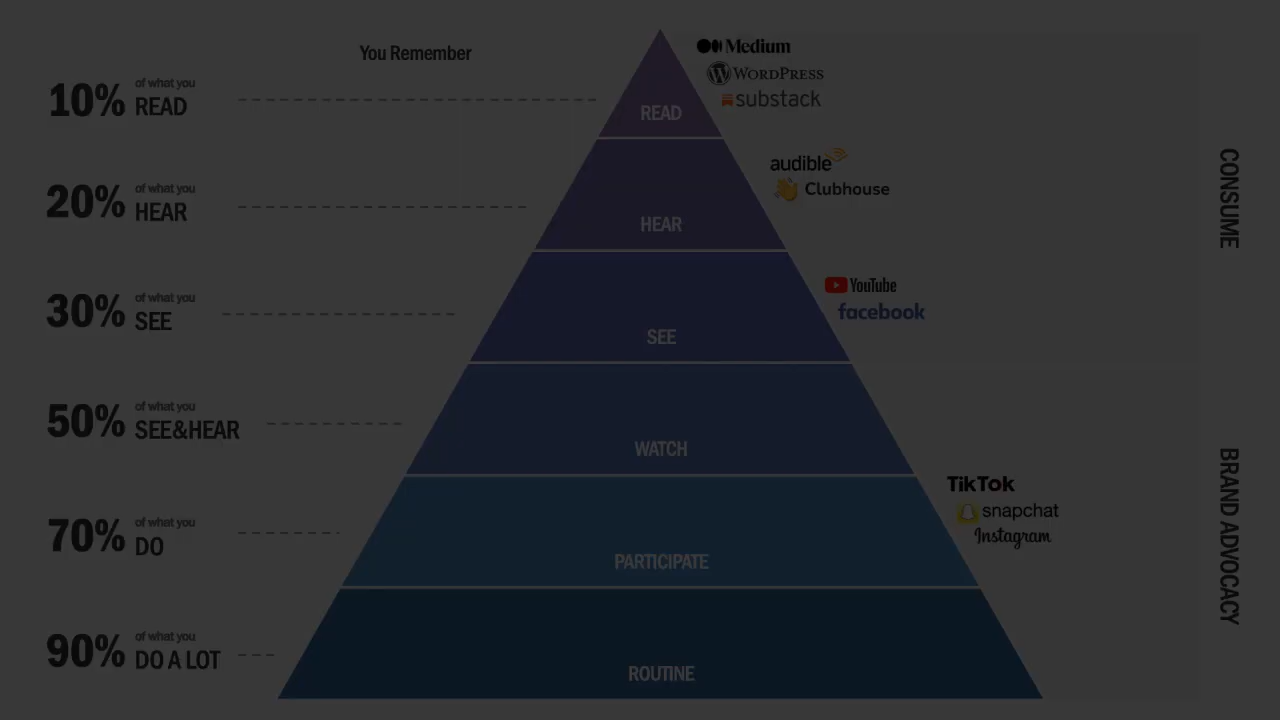 You Remember
10% of what you READ
20% of what you HEAR
30% of what you SEE
50% of what you SEE&HEAR
70% of what you DO
90% of what you DO A LOT
READ
HEAR
SEE
WATCH
PARTICIPATE
ROUTINE
Medium
WORDPRESS
substack
audible
Clubhouse
YouTube
facebook
TikTok
snapchat
Instagram
CONSUME
BRAND ADVOCACY